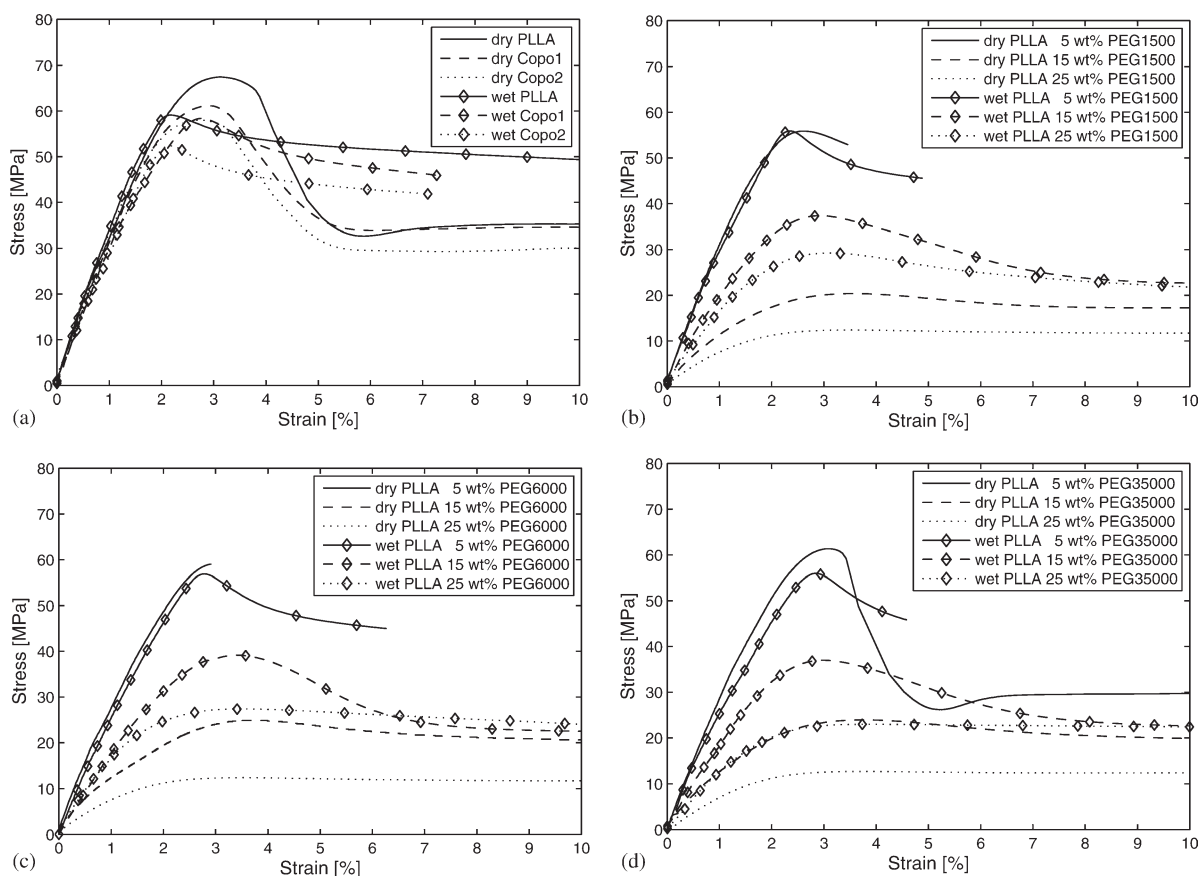 80
70
60
50
40
30
20
10
0
Stress [MPa]
dry PLLA
dry Copo1
dry Copo2
wet PLLA
wet Copo1
wet Copo2
0 1 2 3 4 5 6 7 8 9 10
Strain [%]
(a)
80
70
60
50
40
30
20
10
0
Stress [MPa]
dry PLLA 5 wt% PEG1500
dry PLLA 15 wt% PEG1500
dry PLLA 25 wt% PEG1500
wet PLLA 5 wt% PEG1500
wet PLLA 15 wt% PEG1500
wet PLLA 25 wt% PEG1500
0 1 2 3 4 5 6 7 8 9 10
Strain [%]
(b)
80
70
60
50
40
30
20
10
0
Stress [MPa]
dry PLLA 5 wt% PEG6000
dry PLLA 15 wt% PEG6000
dry PLLA 25 wt% PEG6000
wet PLLA 5 wt% PEG6000
wet PLLA 15 wt% PEG6000
wet PLLA 25 wt% PEG6000
0 1 2 3 4 5 6 7 8 9 10
Strain [%]
(c)
80
70
60
50
40
30
20
10
0
Stress [MPa]
dry PLLA 5 wt% PEG35000
dry PLLA 15 wt% PEG35000
dry PLLA 25 wt% PEG35000
wet PLLA 5 wt% PEG35000
wet PLLA 15 wt% PEG35000
wet PLLA 25 wt% PEG35000
0 1 2 3 4 5 6 7 8 9 10
Strain [%]
(d)